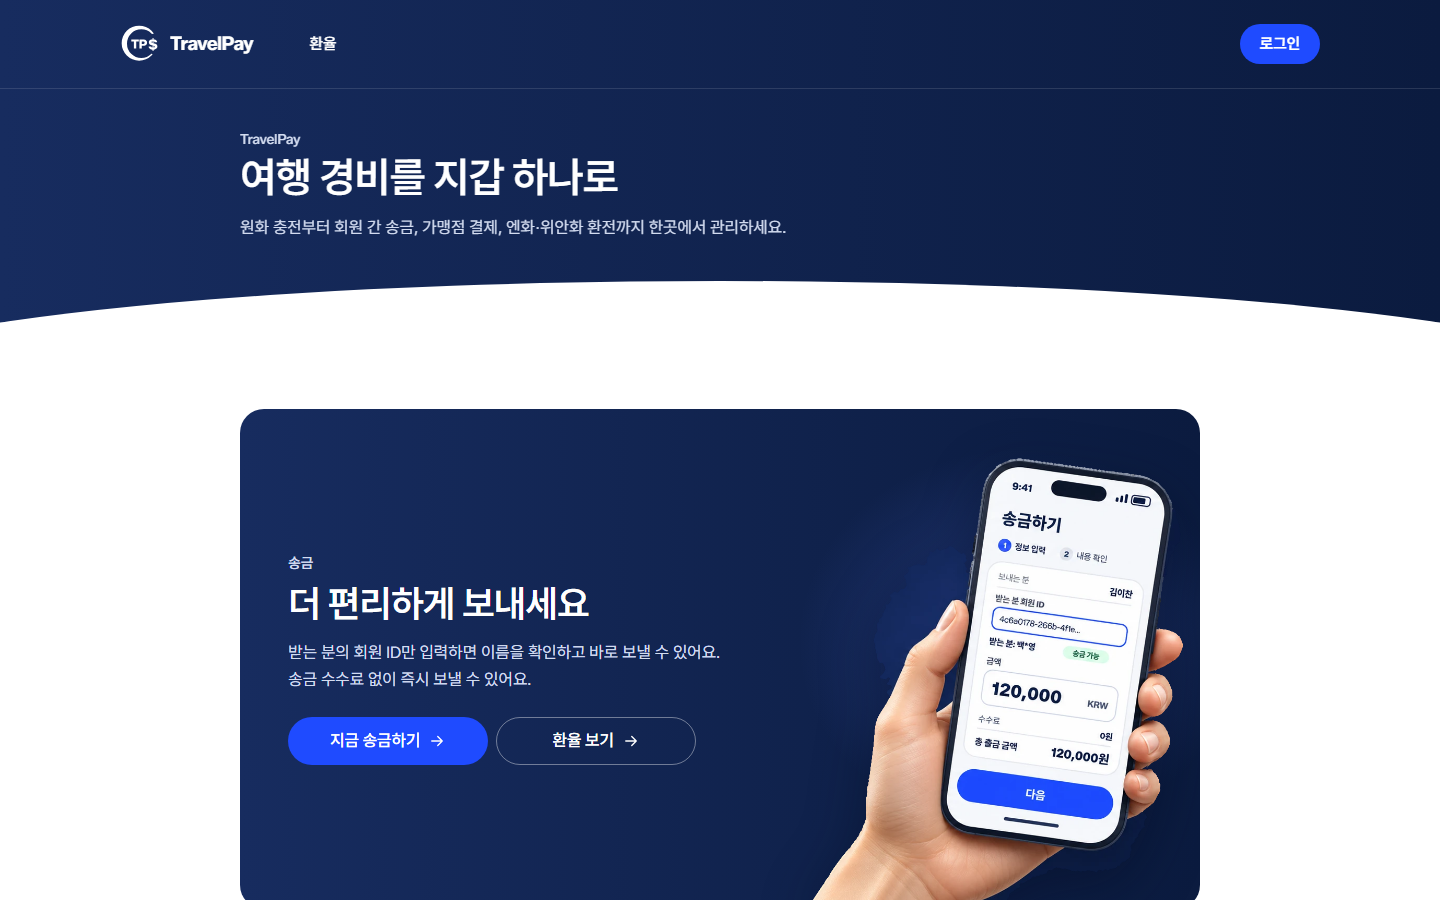 TP$ TravelPay 환율 로그인
TravelPay
여행 경비를 지갑 하나로
원화 충전부터 회원 간 송금, 가맹점 결제, 엔화·위안화 환전까지 한곳에서 관리하세요.
송금
더 편리하게 보내세요
받는 분의 회원 ID만 입력하면 이름을 확인하고 바로 보낼 수 있어요.
송금 수수료 없이 즉시 보낼 수 있어요.
지금 송금하기 → 환율 보기 →
9:41
송금하기
1 정보 입력 2 내용 확인
보내는 분 김이찬
받는 분 회원 ID
4c6a0178-266b-4f1e...
받는 분: 백*영 송금 가능
금액
120,000 KRW
수수료 0원
총 출금 금액 120,000원
다음